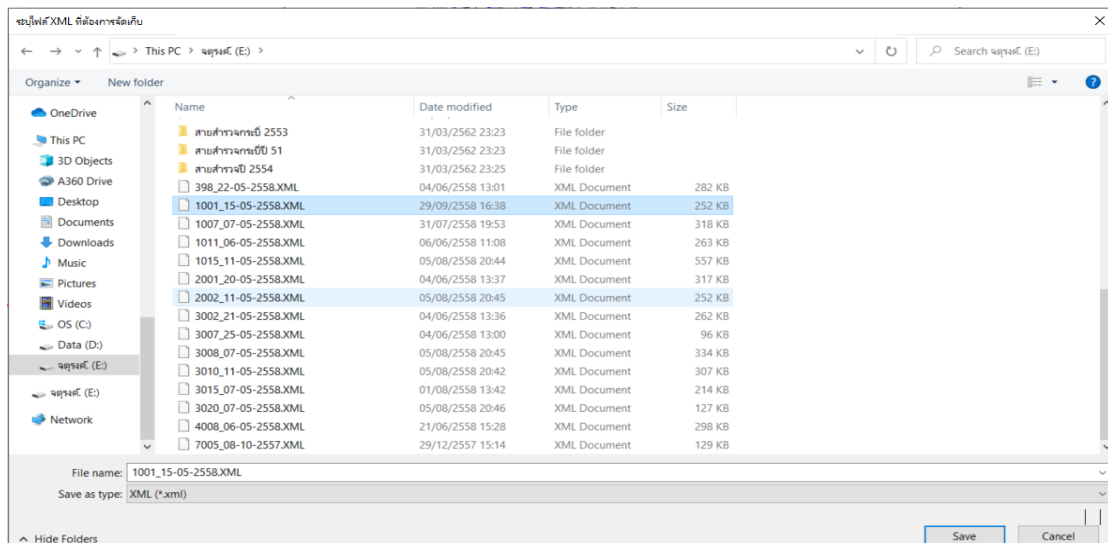 ระบุไฟล์ XML ที่ต้องการจัดเก็บ
This PC > จตุรงค์. (E:) >
Search จตุรงค์. (E:)
Organize New folder
Name Date modified Type Size
OneDrive
This PC
3D Objects
A360 Drive
Desktop
Documents
Downloads
Music
Pictures
Videos
OS (C:)
Data (D:)
จตุรงค์. (E:)
จตุรงค์. (E:)
Network
สายสำรวจกระบี่ 2553 31/03/2562 23:23 File folder
สายสำรวจกระบี่ปี 51 31/03/2562 23:23 File folder
สายสำรวจปี 2554 31/03/2562 23:25 File folder
398_22-05-2558.XML 04/06/2558 13:01 XML Document 282 KB
1001_15-05-2558.XML 29/09/2558 16:38 XML Document 252 KB
1007_07-05-2558.XML 31/07/2558 19:53 XML Document 318 KB
1011_06-05-2558.XML 06/06/2558 11:08 XML Document 263 KB
1015_11-05-2558.XML 05/08/2558 20:44 XML Document 557 KB
2001_20-05-2558.XML 04/06/2558 13:37 XML Document 317 KB
2002_11-05-2558.XML 05/08/2558 20:45 XML Document 252 KB
3002_21-05-2558.XML 04/06/2558 13:36 XML Document 262 KB
3007_25-05-2558.XML 04/06/2558 13:00 XML Document 96 KB
3008_07-05-2558.XML 05/08/2558 20:45 XML Document 334 KB
3010_11-05-2558.XML 05/08/2558 20:42 XML Document 307 KB
3015_07-05-2558.XML 01/08/2558 13:42 XML Document 214 KB
3020_07-05-2558.XML 05/08/2558 20:46 XML Document 127 KB
4008_06-05-2558.XML 21/06/2558 15:28 XML Document 298 KB
7005_08-10-2557.XML 29/12/2557 15:14 XML Document 129 KB
File name: 1001_15-05-2558.XML
Save as type: XML (*.xml)
Hide Folders Save Cancel